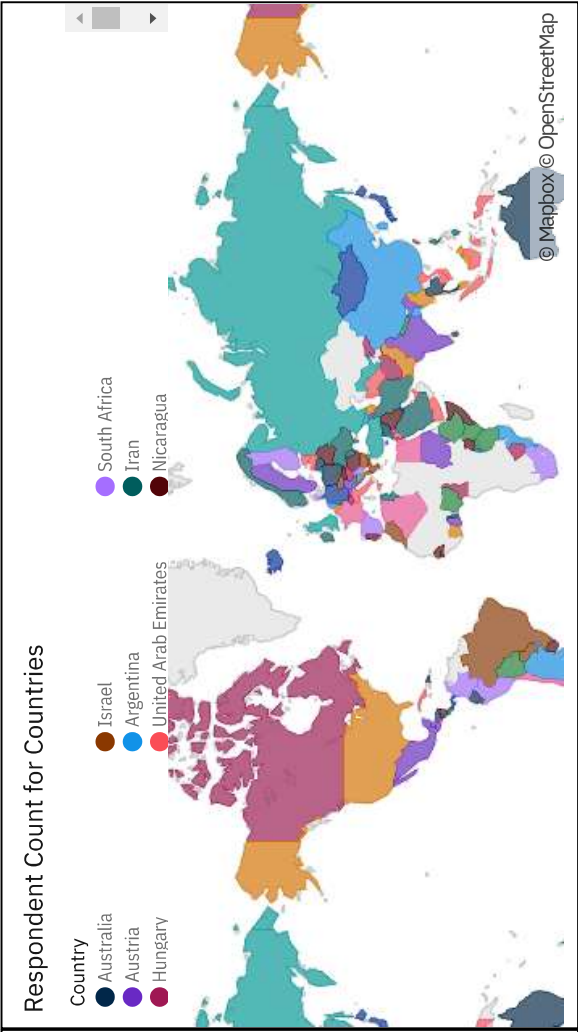 Respondent Count for Countries
Country
Australia
Israel
South Africa
Austria
Argentina
Iran
Hungary
United Arab Emirates
Nicaragua
© Mapbox © OpenStreetMap